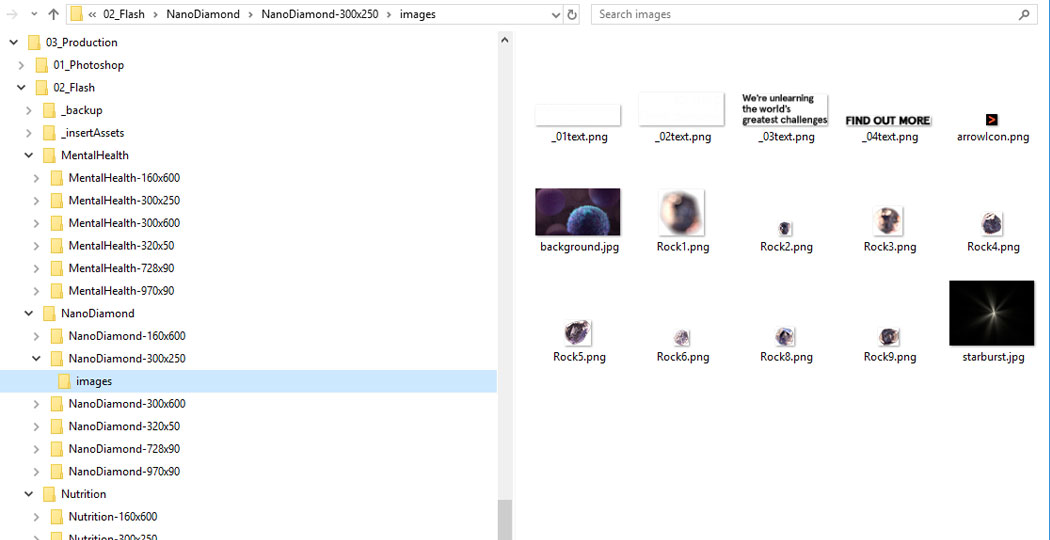 « 02_Flash > NanoDiamond > NanoDiamond-300x250 > images
Search images
03_Production
01_Photoshop
02_Flash
_backup
_insertAssets
MentalHealth
MentalHealth-160x600
MentalHealth-300x250
MentalHealth-300x600
MentalHealth-320x50
MentalHealth-728x90
MentalHealth-970x90
NanoDiamond
NanoDiamond-160x600
NanoDiamond-300x250
images
NanoDiamond-300x600
NanoDiamond-320x50
NanoDiamond-728x90
NanoDiamond-970x90
Nutrition
Nutrition-160x600
Nutrition-300x250
We're unlearning
the world's
greatest challenges
FIND OUT MORE
_01text.png
_02text.png
_03text.png
_04text.png
arrowIcon.png
background.jpg
Rock1.png
Rock2.png
Rock3.png
Rock4.png
Rock5.png
Rock6.png
Rock8.png
Rock9.png
starburst.jpg